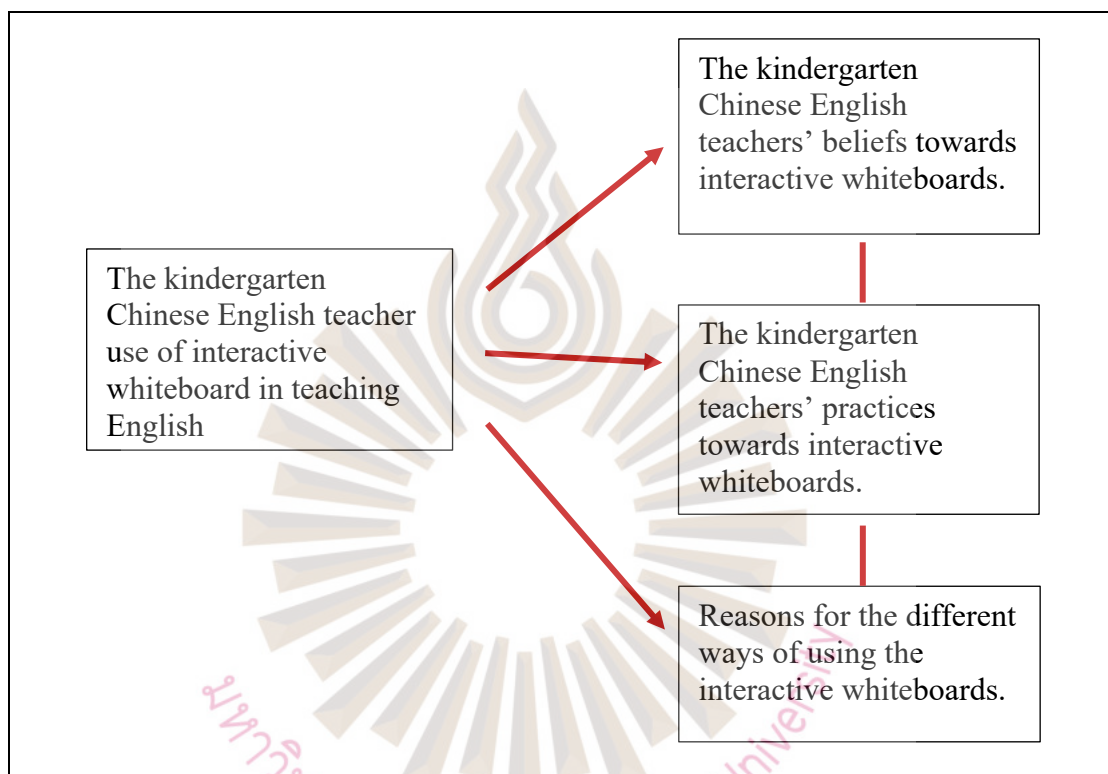 The kindergarten
Chinese English
teachers’ beliefs towards
interactive whiteboards.
The kindergarten
Chinese English teacher
use of interactive
whiteboard in teaching
English
The kindergarten
Chinese English
teachers’ practices
towards interactive
whiteboards.
Reasons for the different
ways of using the
interactive whiteboards.
University